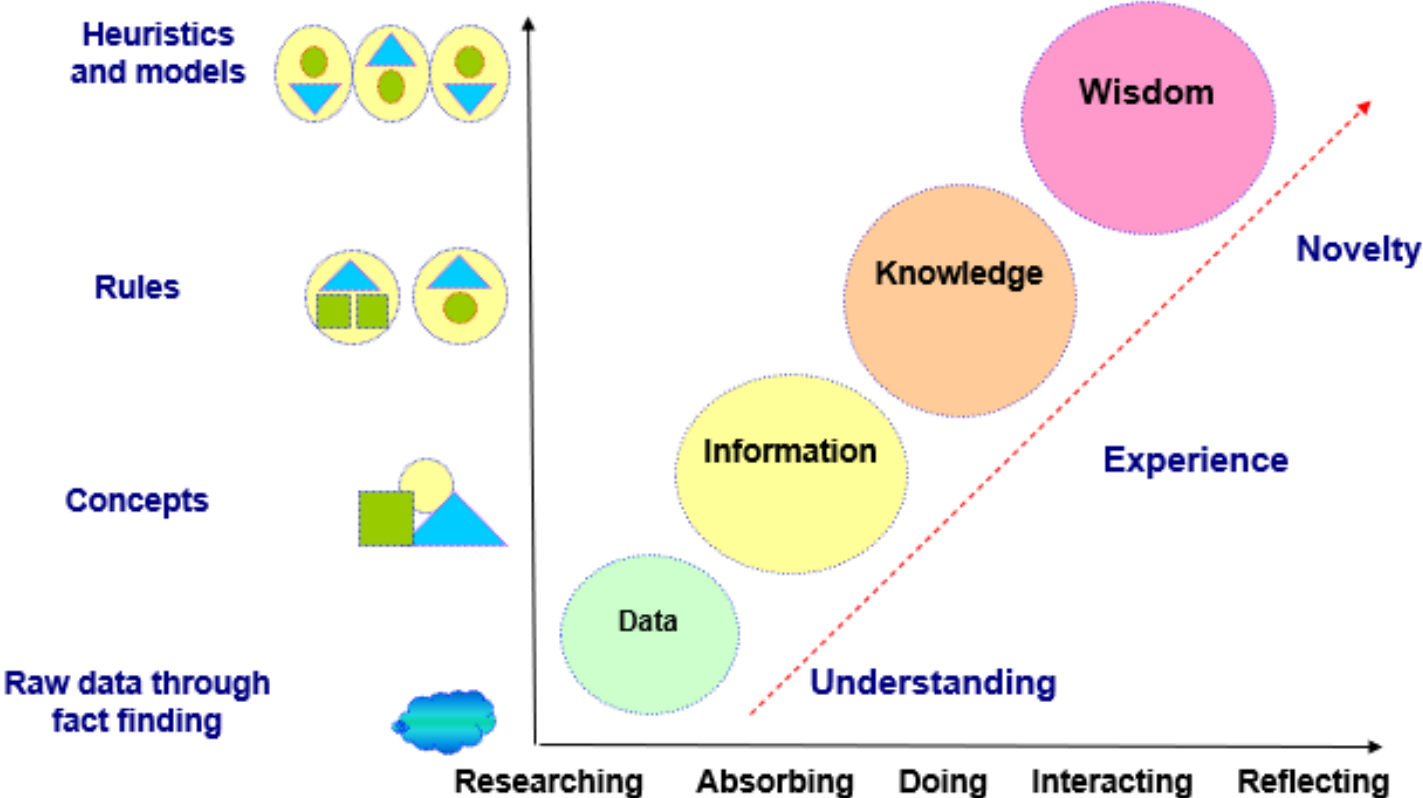 Heuristics
and models
Wisdom
Novelty
Rules
Knowledge
Concepts
Information
Experience
Data
Raw data through
fact finding
Understanding
Researching Absorbing Doing Interacting Reflecting